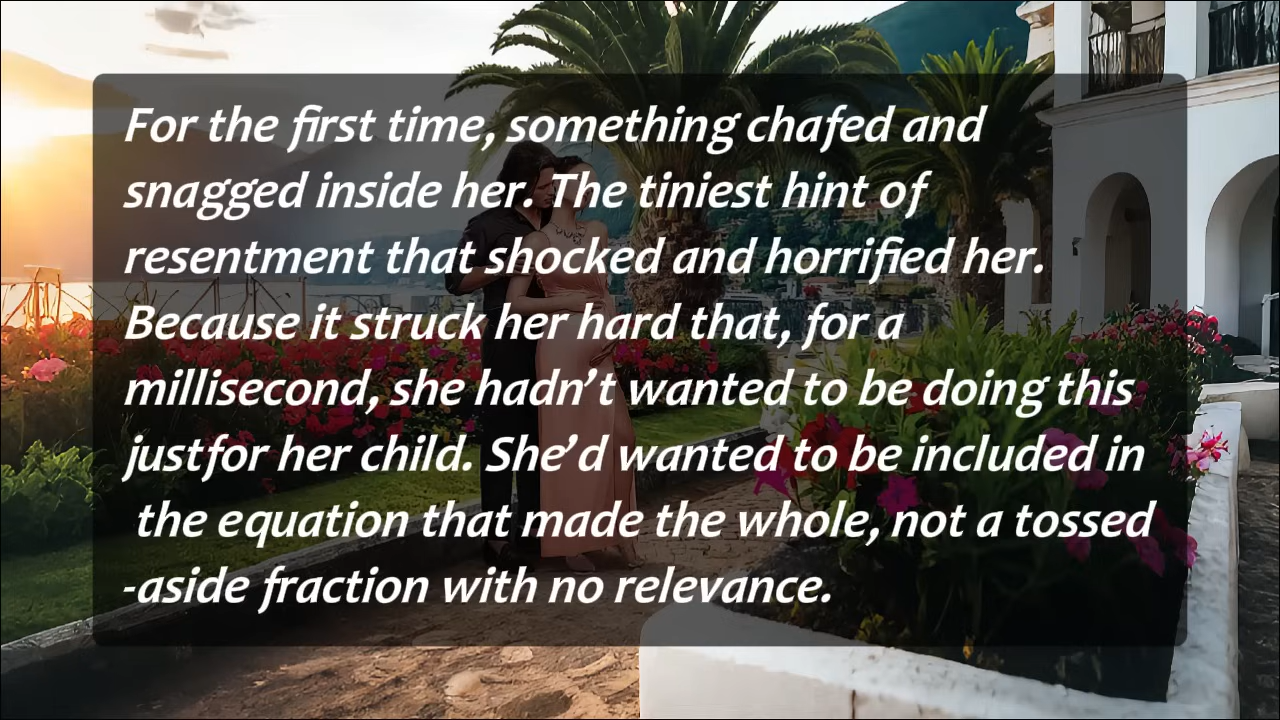 For the first time, something chafed and
snagged inside her. The tiniest hint of
resentment that shocked and horrified her.
Because it struck her hard that, for a
millisecond, she hadn’t wanted to be doing this
justfor her child. She’d wanted to be included in
the equation that made the whole, not a tossed
-aside fraction with no relevance.